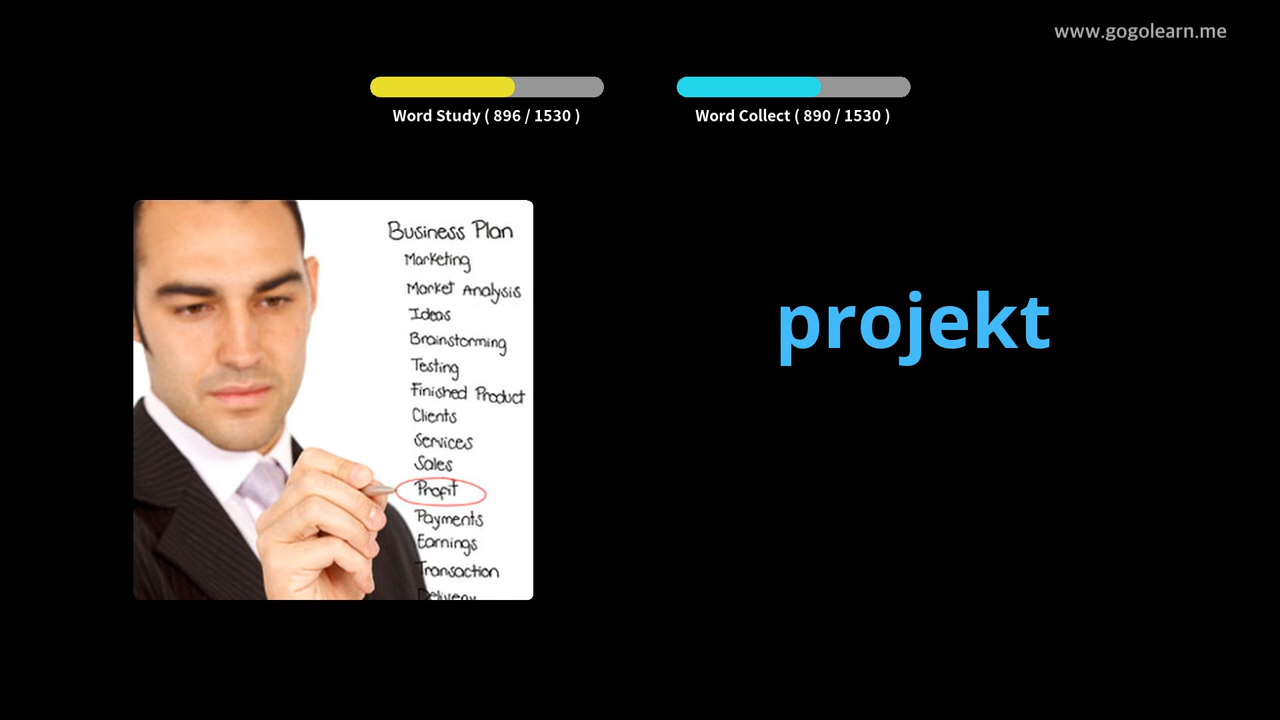 www.gogolearn.me
Word Study ( 896 / 1530 )
Word Collect ( 890 / 1530 )
Business Plan
Marketing
Market Analysis
Ideas
Brainstorming
Testing
Finished Product
Clients
Services
Sales
Profit
Payments
Earnings
Transaction
Delivery
projekt